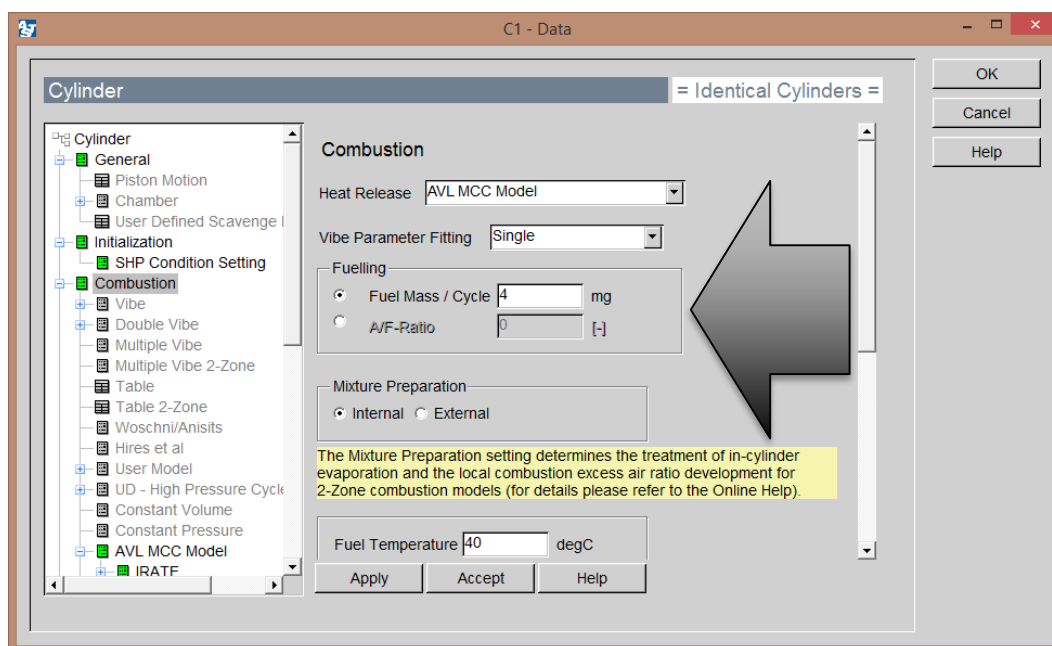 C1 - Data
OK
Cancel
Help
Cylinder
= Identical Cylinders =
Cylinder
General
Piston Motion
Chamber
User Defined Scavenge
Initialization
SHP Condition Setting
Combustion
Vibe
Double Vibe
Multiple Vibe
Multiple Vibe 2-Zone
Table
Table 2-Zone
Woschni/Anisits
Hires et al
User Model
UD - High Pressure Cycle
Constant Volume
Constant Pressure
AVL MCC Model
IRATE
Combustion
Heat Release AVL MCC Model
Vibe Parameter Fitting Single
Fuelling
Fuel Mass / Cycle 4 mg
A/F-Ratio 0 [-]
Mixture Preparation
Internal External
The Mixture Preparation setting determines the treatment of in-cylinder
evaporation and the local combustion excess air ratio development for
2-Zone combustion models (for details please refer to the Online Help).
Fuel Temperature 40 degC
Apply Accept Help